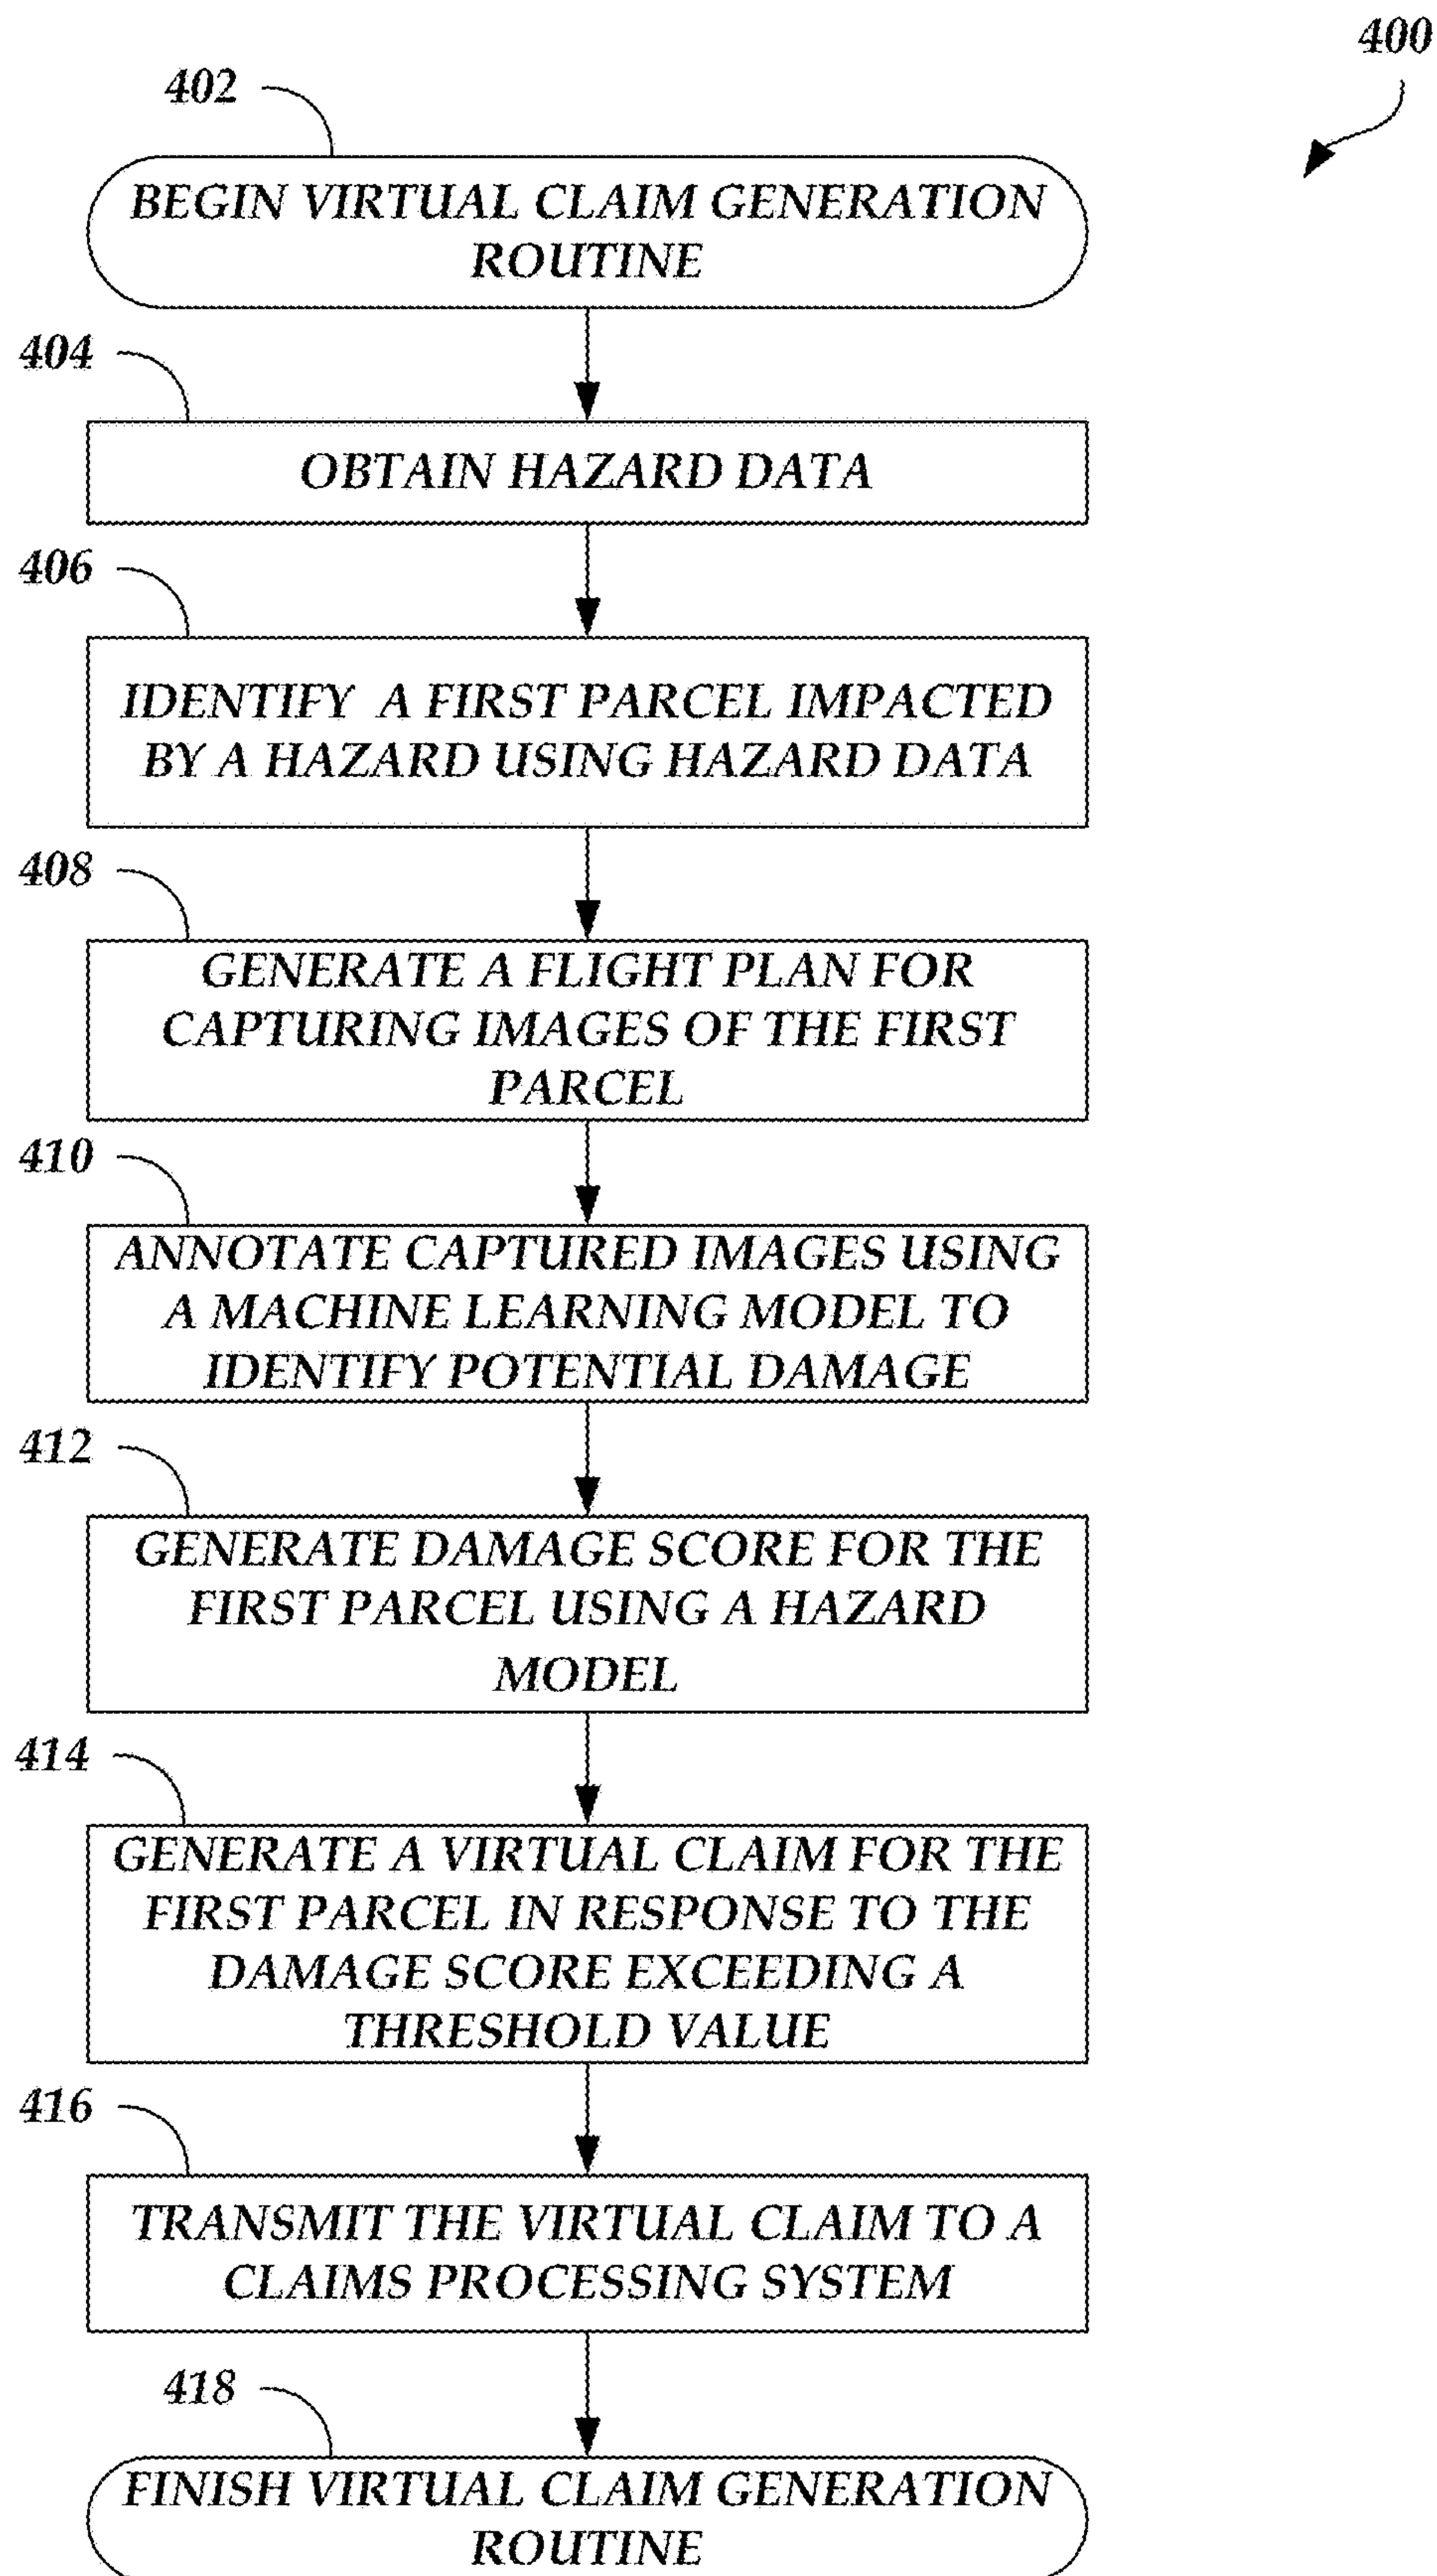 400
402
BEGIN VIRTUAL CLAIM GENERATION
ROUTINE
404
OBTAIN HAZARD DATA
406
IDENTIFY A FIRST PARCEL IMPACTED
BY A HAZARD USING HAZARD DATA
408
GENERATE A FLIGHT PLAN FOR
CAPTURING IMAGES OF THE FIRST
PARCEL
410
ANNOTATE CAPTURED IMAGES USING
A MACHINE LEARNING MODEL TO
IDENTIFY POTENTIAL DAMAGE
412
GENERATE DAMAGE SCORE FOR THE
FIRST PARCEL USING A HAZARD
MODEL
414
GENERATE A VIRTUAL CLAIM FOR THE
FIRST PARCEL IN RESPONSE TO THE
DAMAGE SCORE EXCEEDING A
THRESHOLD VALUE
416
TRANSMIT THE VIRTUAL CLAIM TO A
CLAIMS PROCESSING SYSTEM
418
FINISH VIRTUAL CLAIM GENERATION
ROUTINE